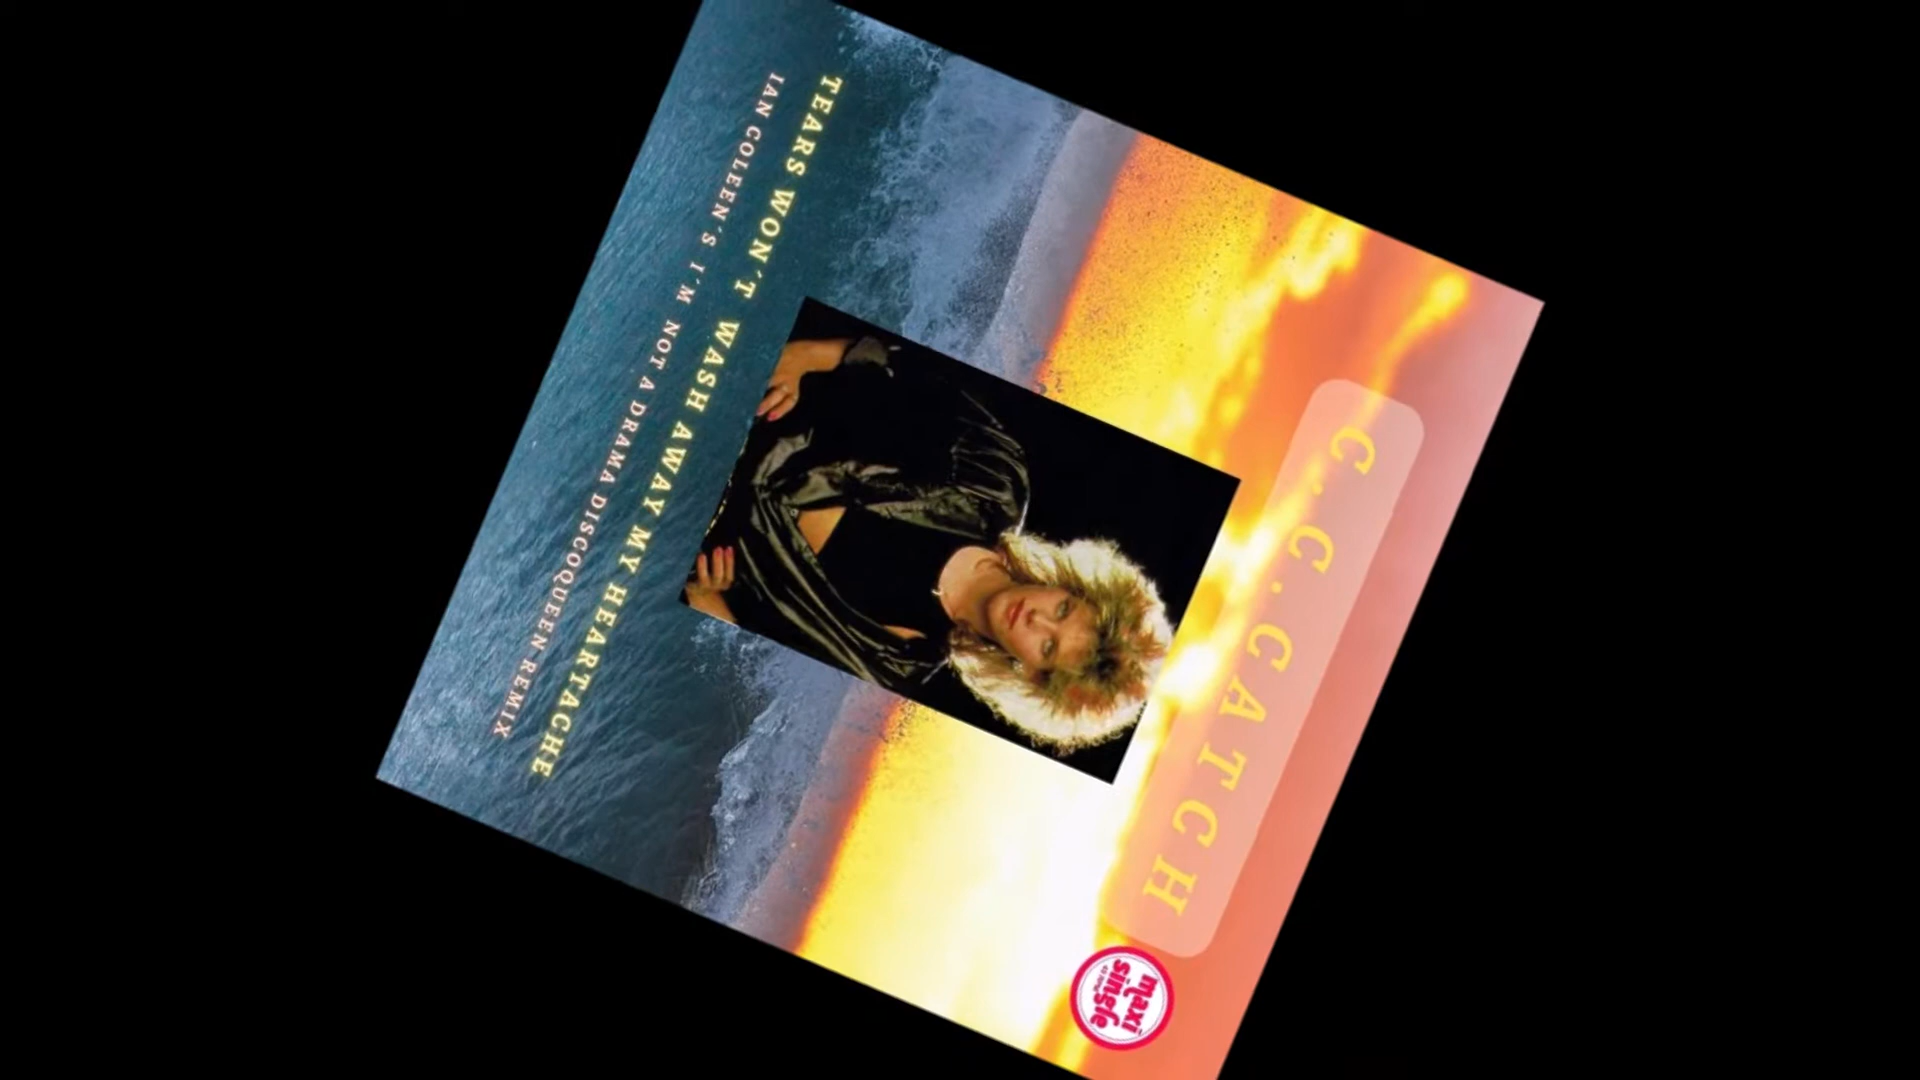 C.C.CATCH
TEARS WON'T WASH AWAY MY HEARTACHE
IAN COLEEN'S I'M NOT A DRAMA DISCOQUEEN REMIX
maxi
single